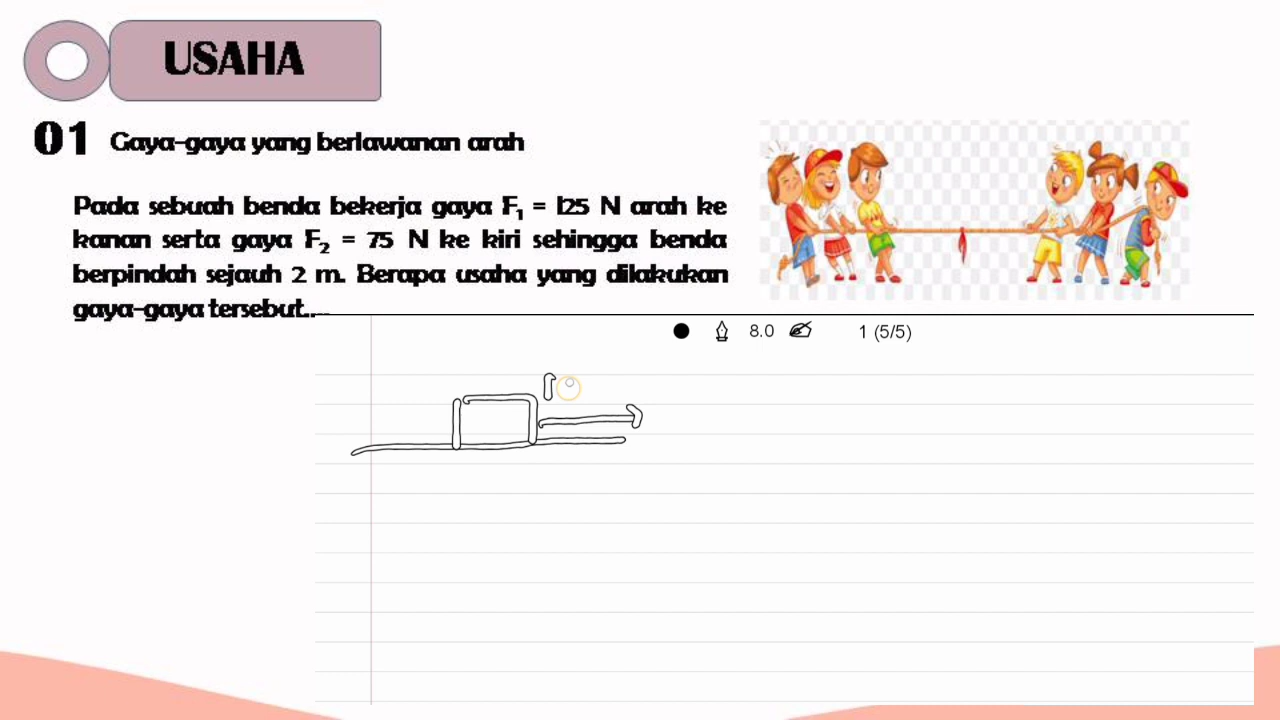 USAHA
01 Gaya-gaya yang berlawanan arah
Pada sebuah benda bekerja gaya F₁ = 125 N arah ke
kanan serta gaya F₂ = 75 N ke kiri sehingga benda
berpindah sejauh 2 m. Berapa usaha yang dilakukan
gaya-gaya tersebut.....
8.0 1 (5/5)